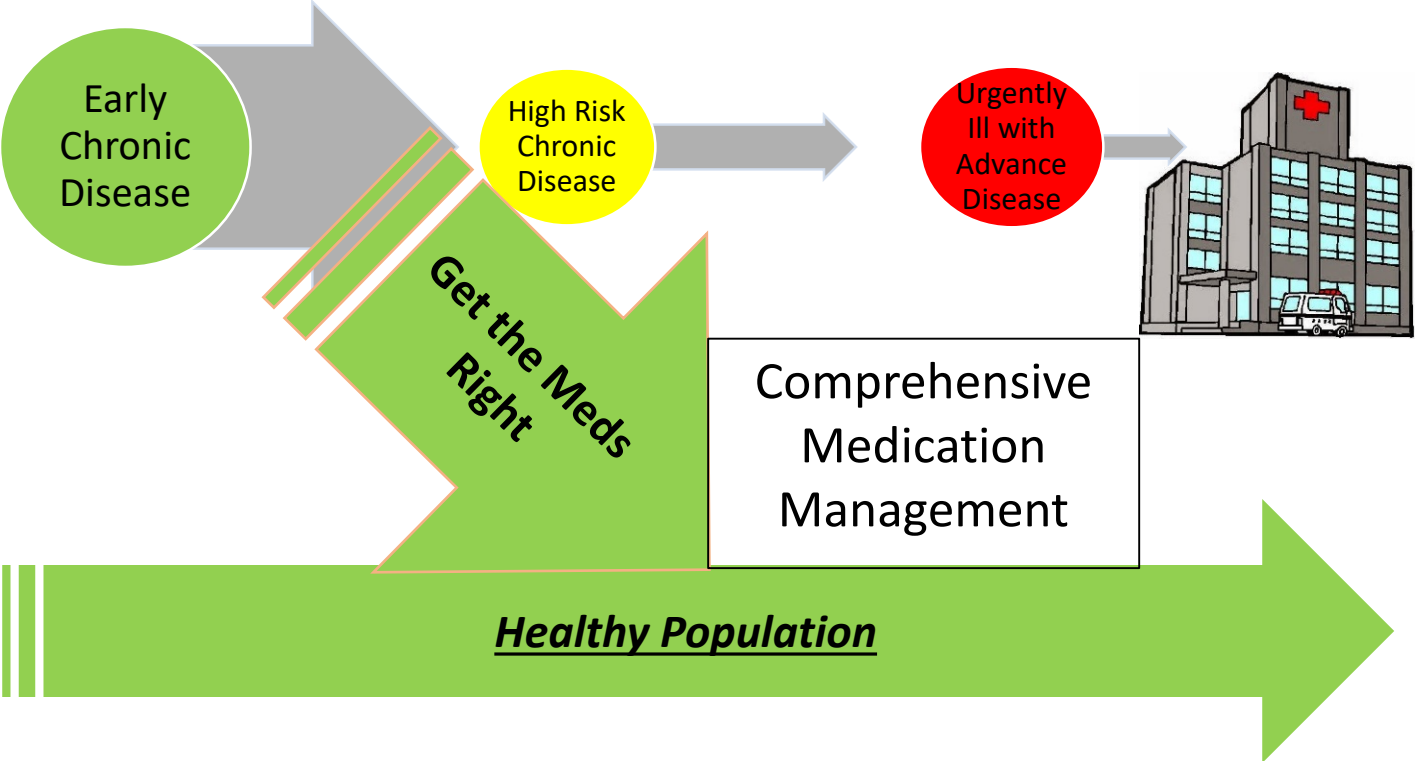 Early
Chronic
Disease
High Risk
Chronic
Disease
Urgently
Ill with
Advance
Disease
Get the Meds
Right
Comprehensive
Medication
Management
Healthy Population